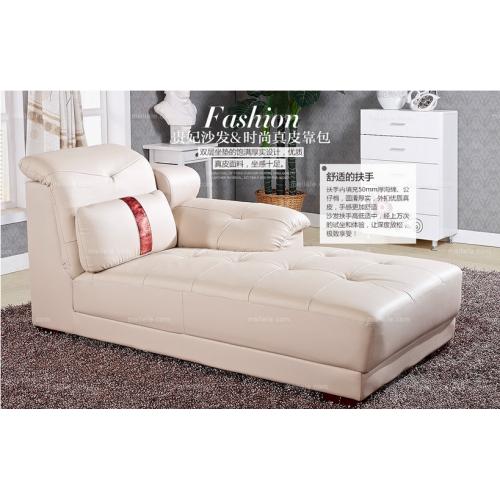 Fashion
贵妃沙发&时尚真皮靠包
双层坐垫的饱满厚实设计，优质
真皮面料，坐感十足。
舒适的扶手
扶手内填充50mm厚海绵、公
仔棉，圆清厚实，外扣优质真
皮，手感更加舒适
沙发扶手高低适中，经上万次
的试坐和体验，让深度放松，
极致享受！